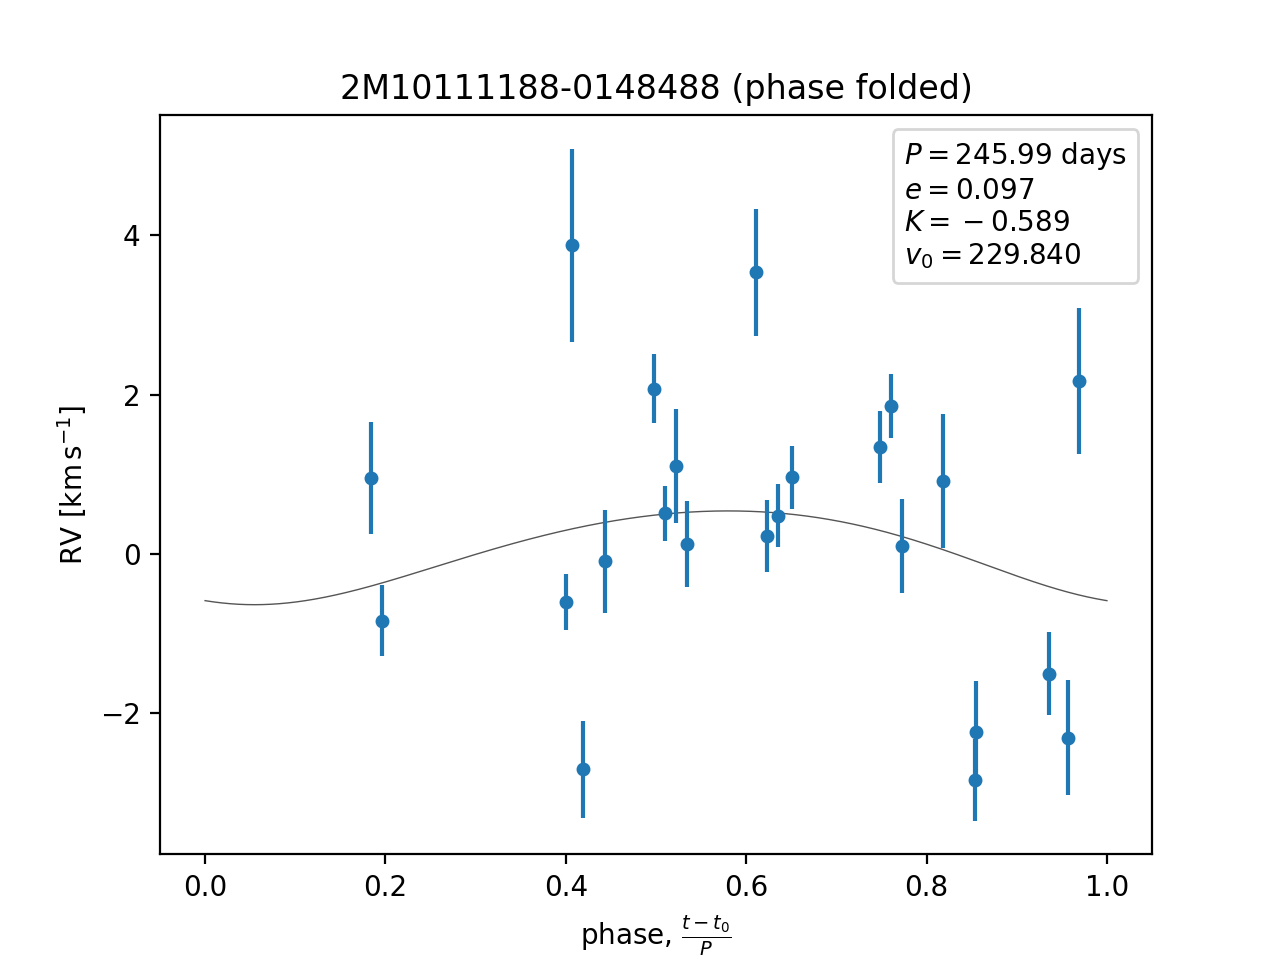 2M10111188-0148488 (phase folded)
P = 245.99 days
e = 0.097
K = −0.589
v₀ = 229.840
4
2
0
−2
RV [km s⁻¹]
0.0 0.2 0.4 0.6 0.8 1.0
phase, (t − t₀)/P